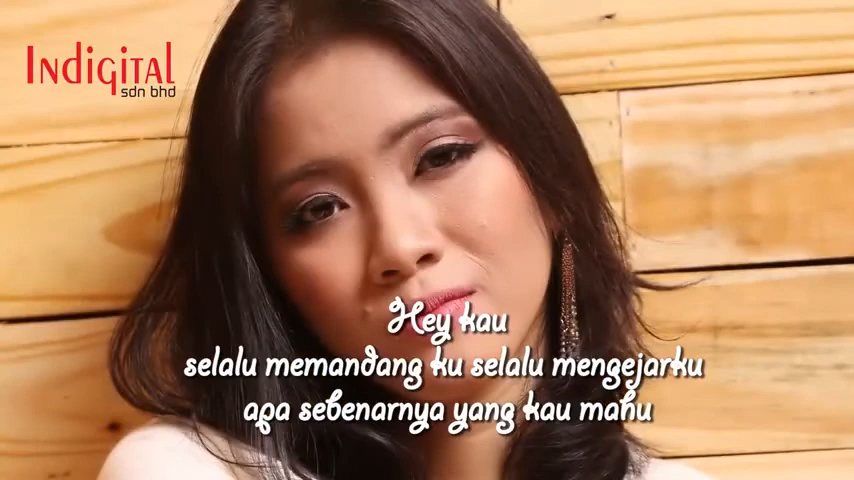 INDIGITAL
sdn bhd
Hey kau
selalu memandang ku selalu mengejarku
apa sebenarnya yang kau mahu